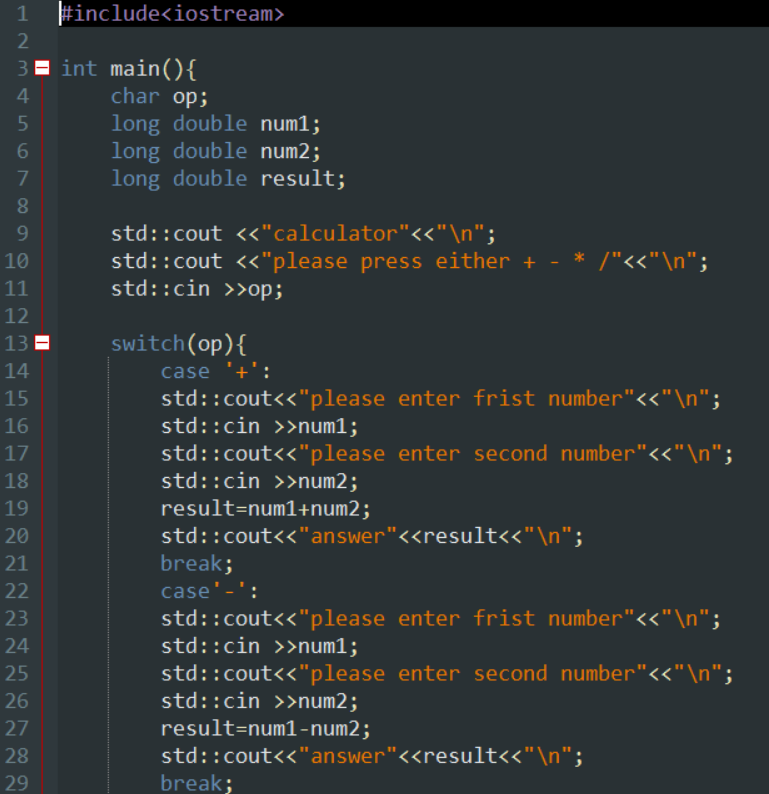 1 #include<iostream>
2
3 int main(){
4 char op;
5 long double num1;
6 long double num2;
7 long double result;
8
9 std::cout <<"calculator"<<"\n";
10 std::cout <<"please press either + - * /"<<"\n";
11 std::cin >>op;
12
13 switch(op){
14 case '+':
15 std::cout<<"please enter frist number"<<"\n";
16 std::cin >>num1;
17 std::cout<<"please enter second number"<<"\n";
18 std::cin >>num2;
19 result=num1+num2;
20 std::cout<<"answer"<<result<<"\n";
21 break;
22 case'-':
23 std::cout<<"please enter frist number"<<"\n";
24 std::cin >>num1;
25 std::cout<<"please enter second number"<<"\n";
26 std::cin >>num2;
27 result=num1-num2;
28 std::cout<<"answer"<<result<<"\n";
29 break;